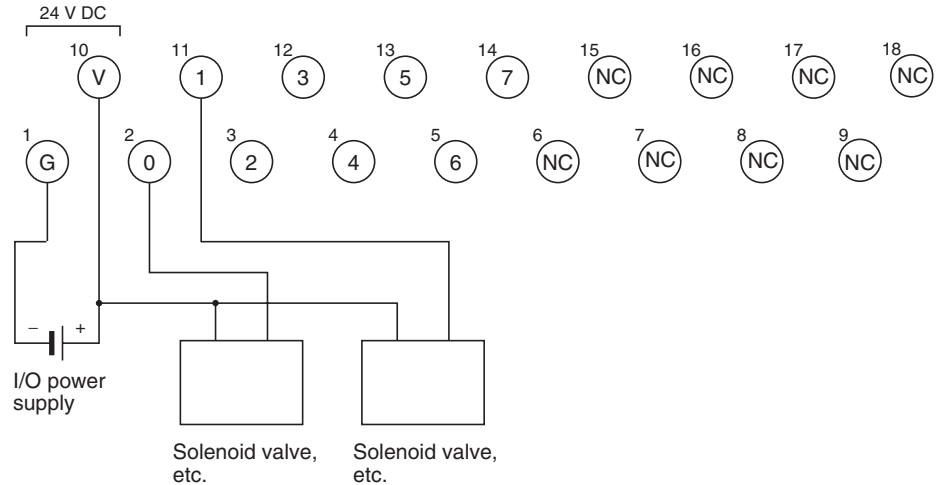 24 V DC
10 11 12 13 14 15 16 17 18
V 1 3 5 7 NC NC NC NC
1 2 3 4 5 6 7 8 9
G 0 2 4 6 NC NC NC NC
− +
I/O power
supply
Solenoid valve,
etc.
Solenoid valve,
etc.